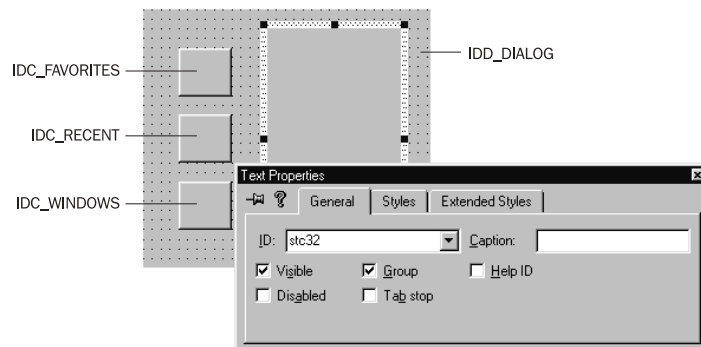 IDD_DIALOG
IDC_FAVORITES
IDC_RECENT
IDC_WINDOWS
Text Properties
General Styles Extended Styles
ID: stc32 Caption:
Visible Group Help ID
Disabled Tab stop